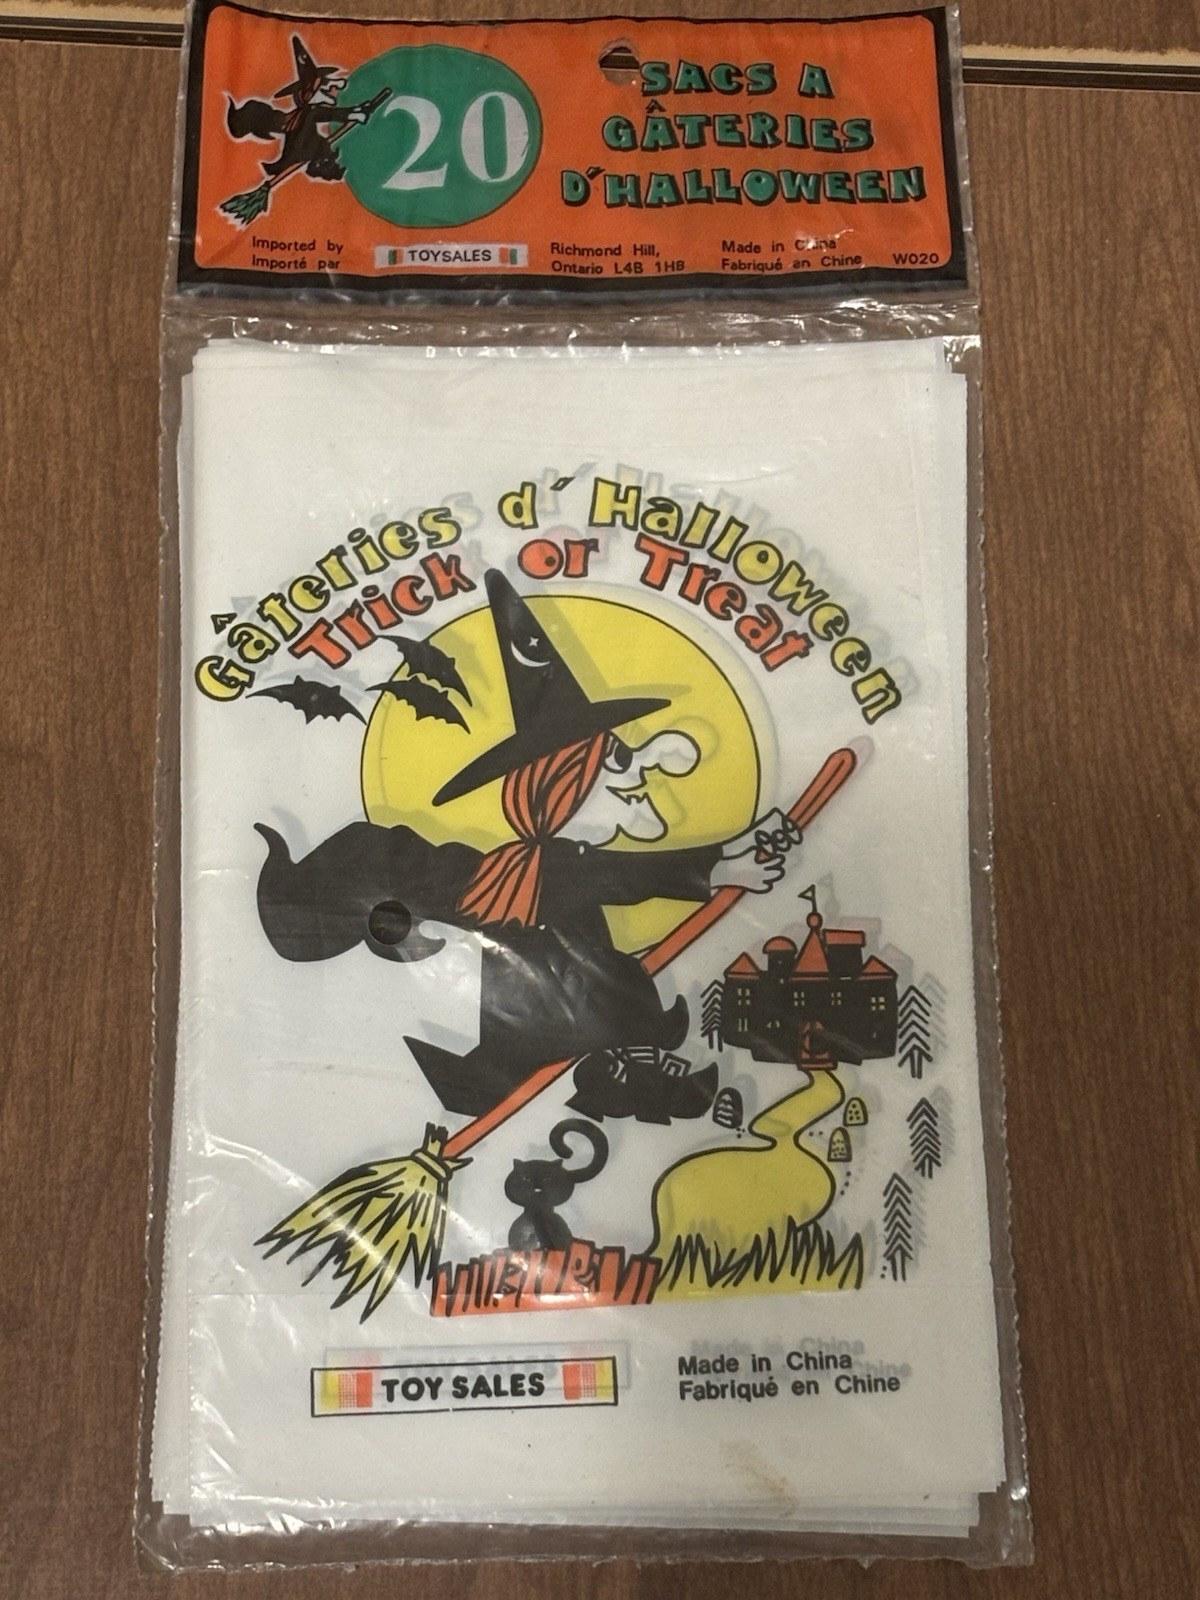 20
SACS A
GÂTERIES
D'HALLOWEEN
Imported by
Importé par
TOYSALES
Richmond Hill,
Ontario L4B 1H8
Made in China
Fabriqué en Chine
W020
Gâteries d'Halloween
Trick or Treat
TOY SALES
Made in China
Fabriqué en Chine